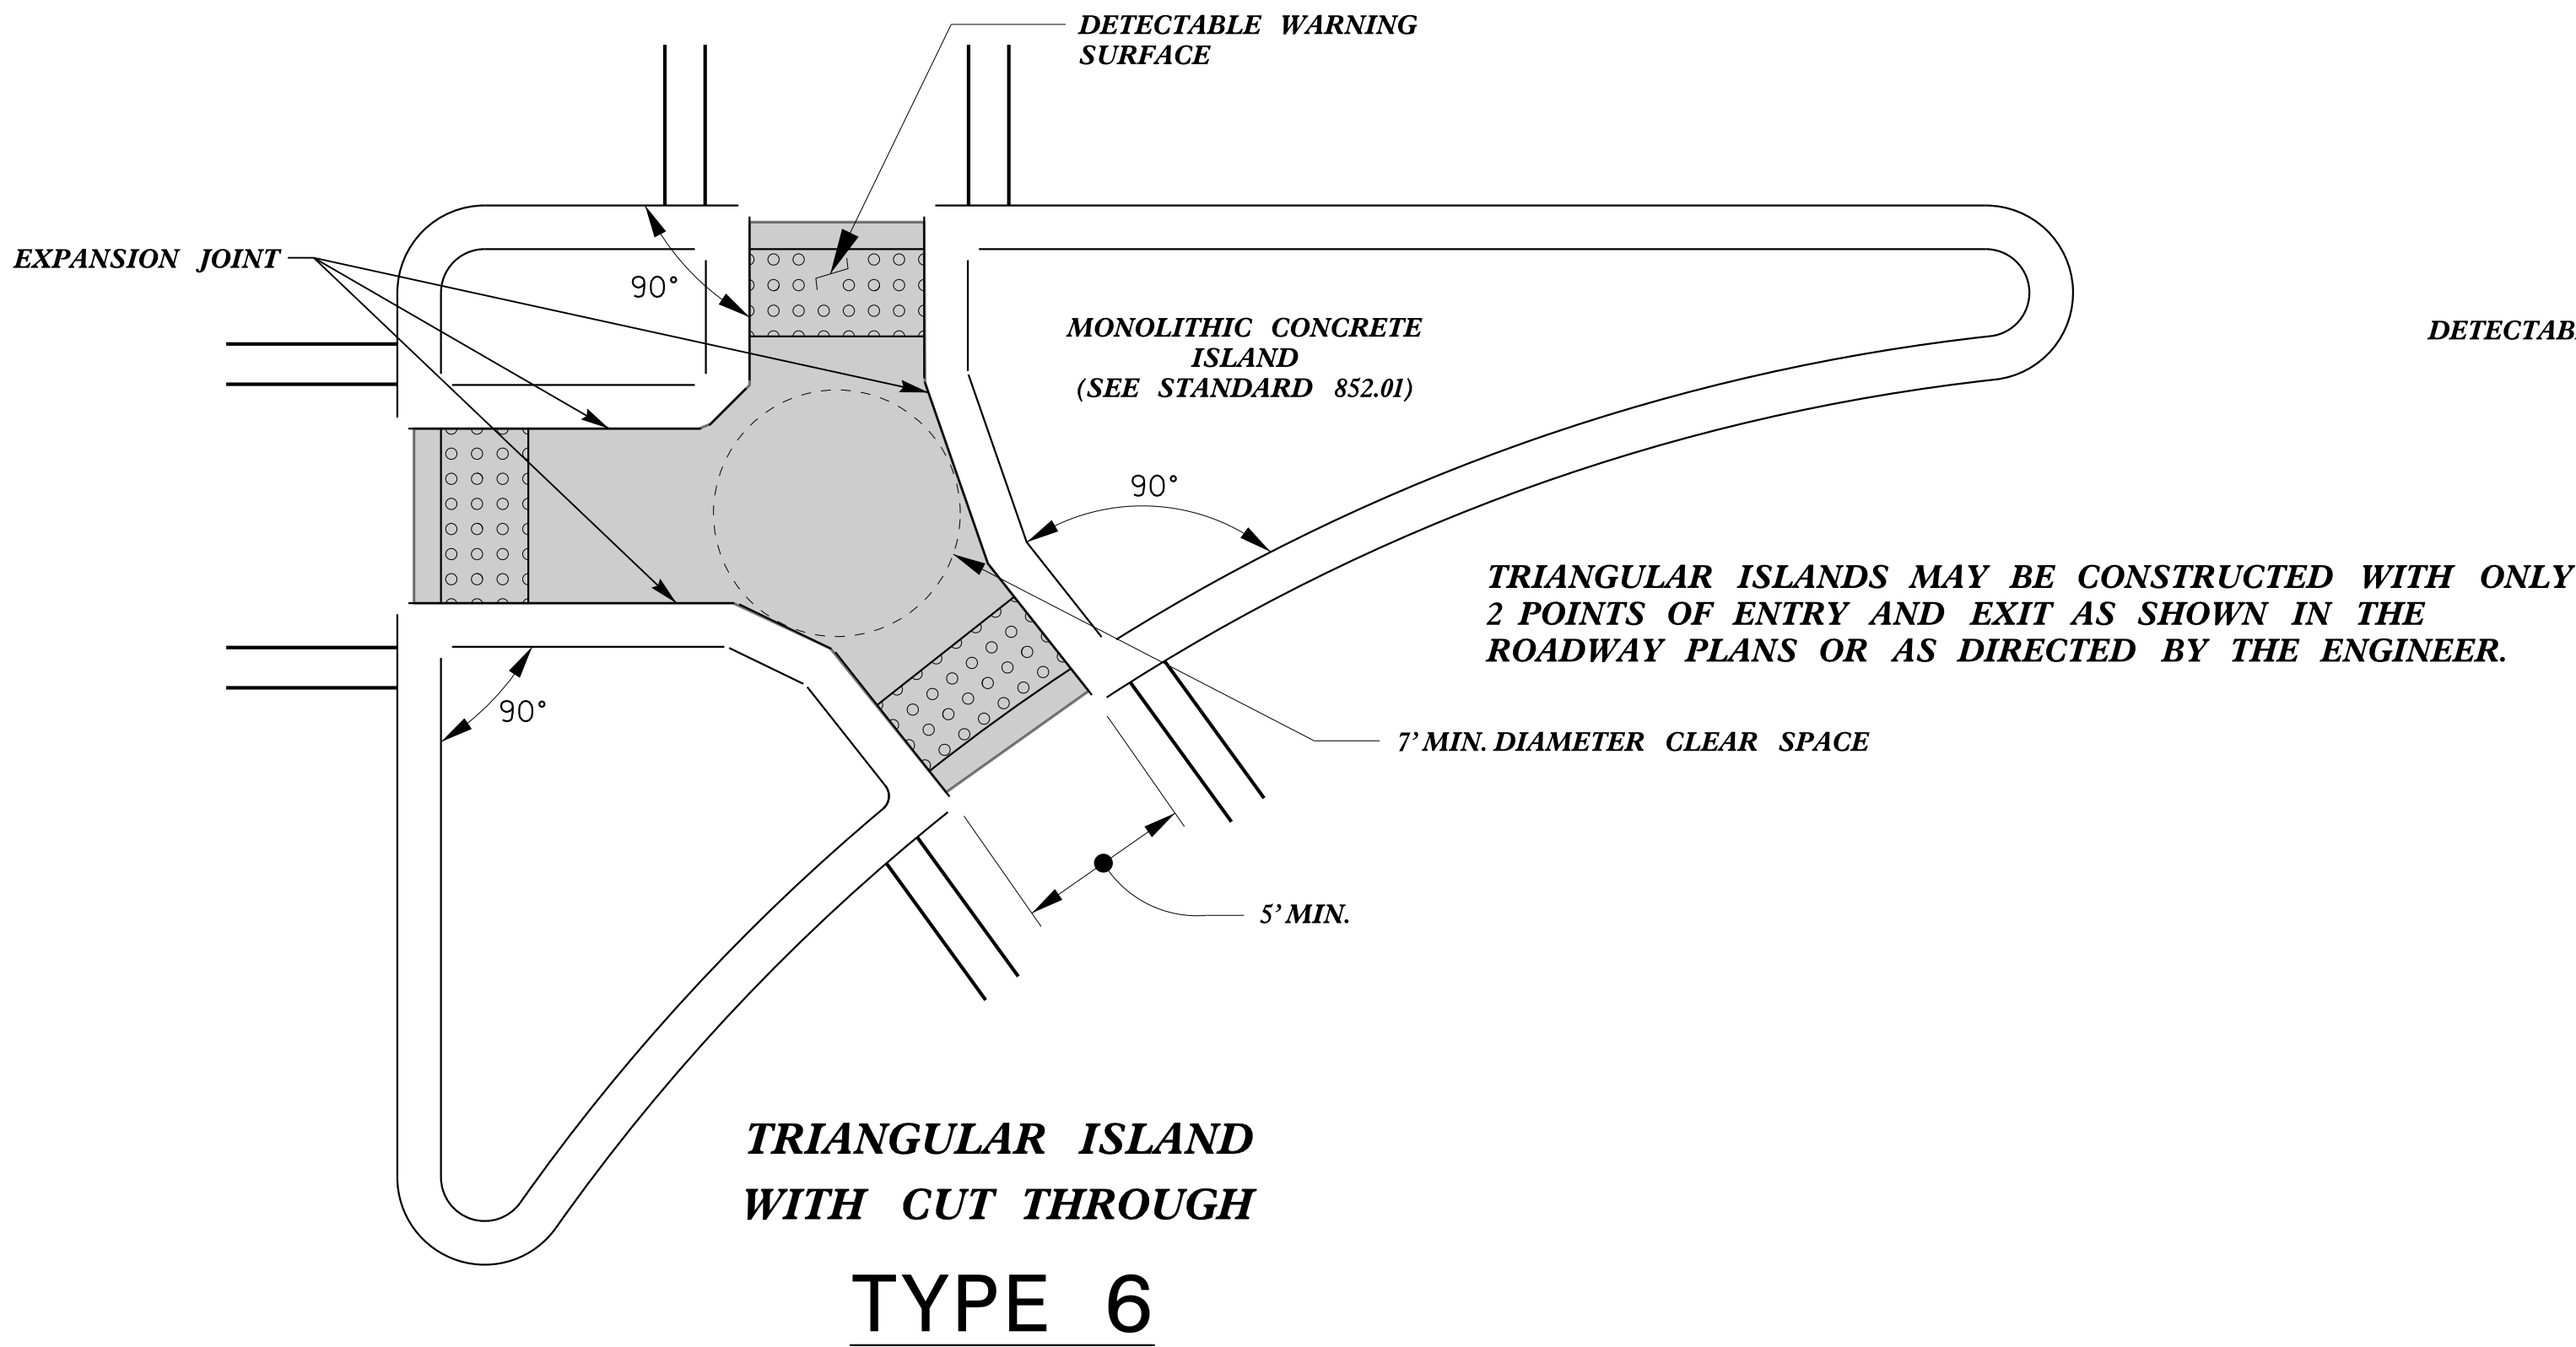 DETECTABLE WARNING
SURFACE
EXPANSION JOINT
90°
MONOLITHIC CONCRETE
ISLAND
(SEE STANDARD 852.01)
DETECTAB
90°
TRIANGULAR ISLANDS MAY BE CONSTRUCTED WITH ONLY
2 POINTS OF ENTRY AND EXIT AS SHOWN IN THE
ROADWAY PLANS OR AS DIRECTED BY THE ENGINEER.
90°
7' MIN. DIAMETER CLEAR SPACE
5' MIN.
TRIANGULAR ISLAND
WITH CUT THROUGH
TYPE 6